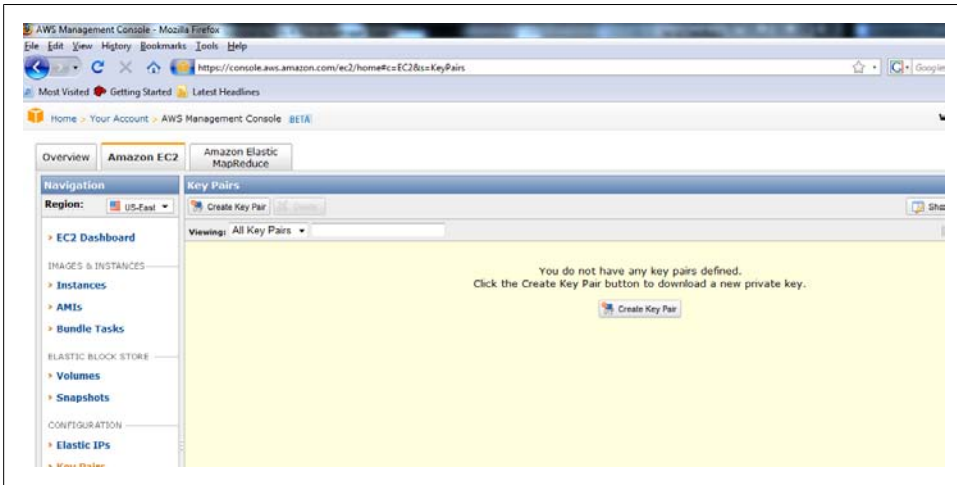 AWS Management Console - Mozilla Firefox
File Edit View History Bookmarks Tools Help
https://console.aws.amazon.com/ec2/home#c=EC2&s=KeyPairs
Google
Most Visited Getting Started Latest Headlines
Home > Your Account > AWS Management Console BETA
Overview Amazon EC2 Amazon Elastic
MapReduce
Navigation
Key Pairs
Region: US-East
Create Key Pair
Viewing: All Key Pairs
EC2 Dashboard
IMAGES & INSTANCES
Instances
AMIs
Bundle Tasks
ELASTIC BLOCK STORE
Volumes
Snapshots
CONFIGURATION
Elastic IPs
Key Pairs
You do not have any key pairs defined.
Click the Create Key Pair button to download a new private key.
Create Key Pair